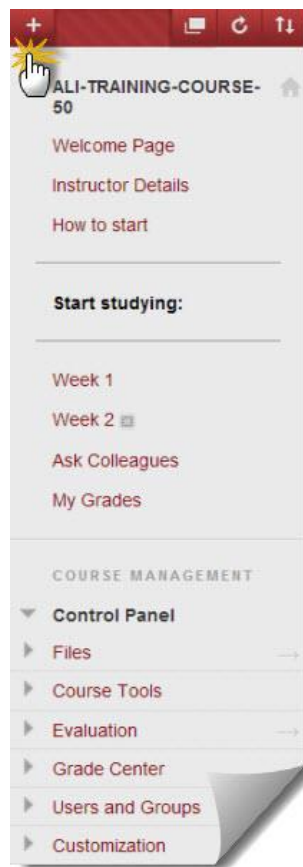 ALI-TRAINING-COURSE-
50
Welcome Page
Instructor Details
How to start
Start studying:
Week 1
Week 2
Ask Colleagues
My Grades
COURSE MANAGEMENT
Control Panel
Files
Course Tools
Evaluation
Grade Center
Users and Groups
Customization